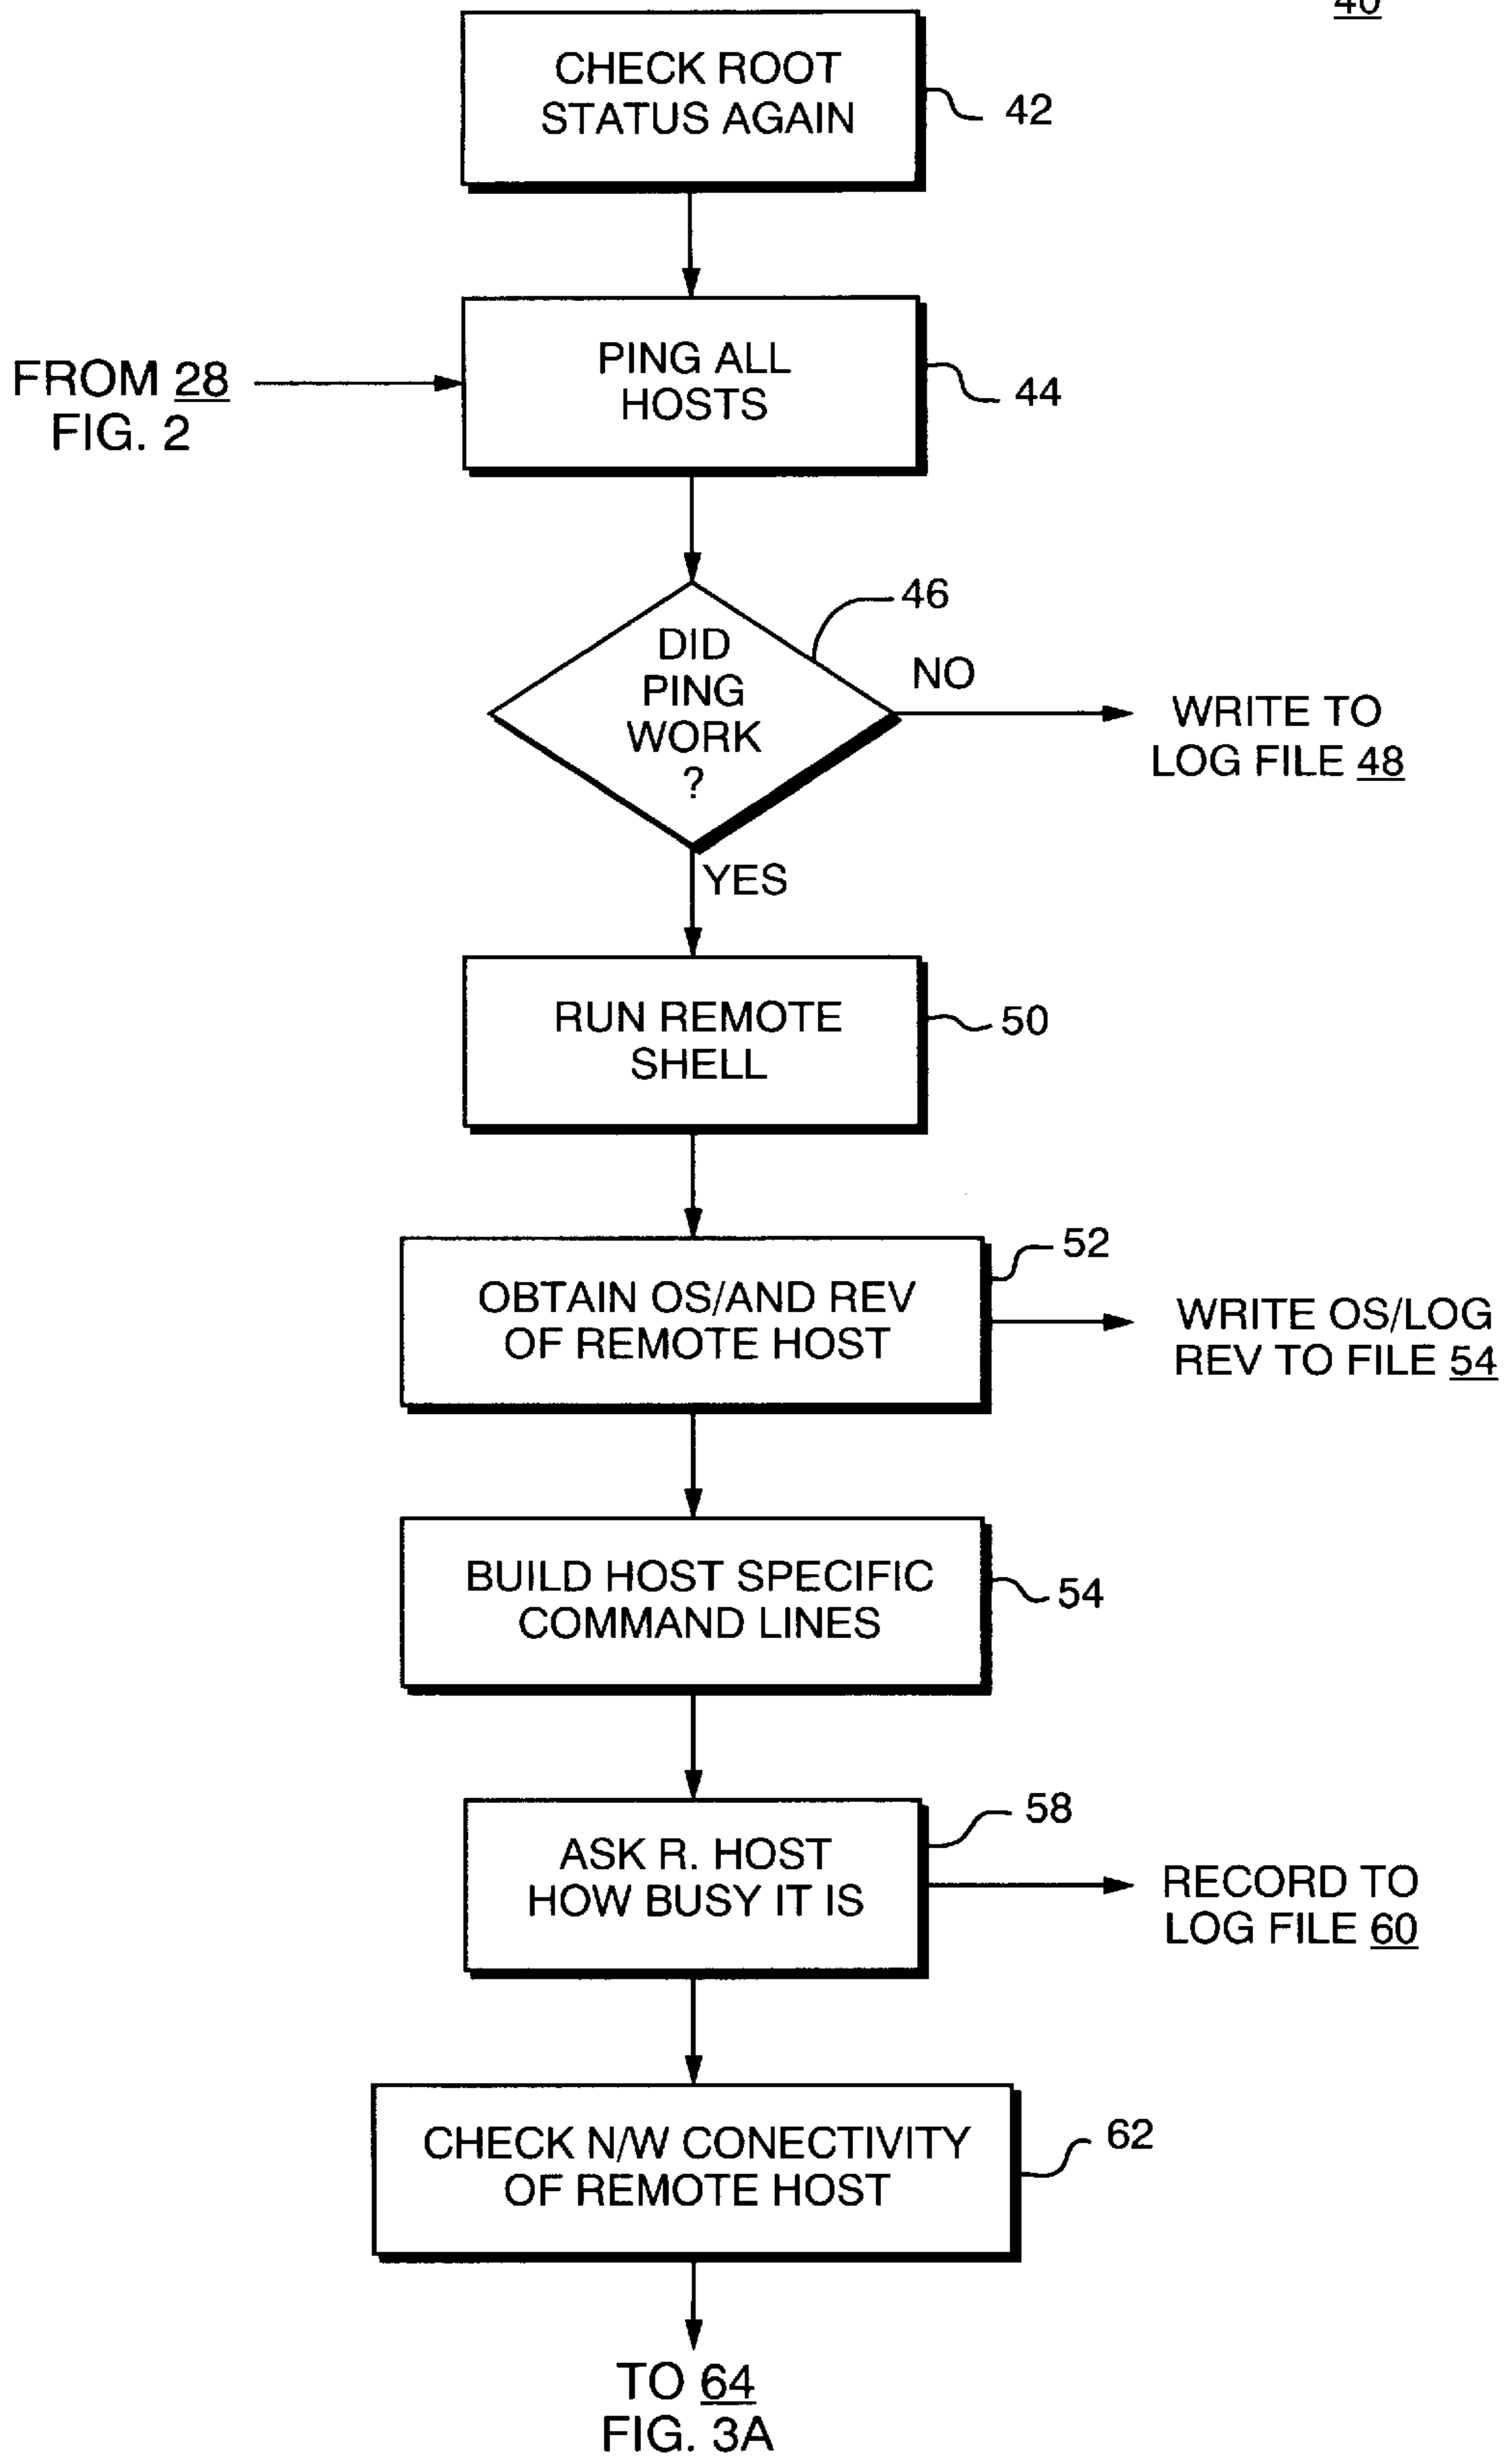 40
CHECK ROOT
STATUS AGAIN
42
PING ALL
HOSTS
44
FROM 28
FIG. 2
46
DID
PING
WORK
?
NO
WRITE TO
LOG FILE 48
YES
RUN REMOTE
SHELL
50
52
OBTAIN OS/AND REV
OF REMOTE HOST
WRITE OS/LOG
REV TO FILE 54
BUILD HOST SPECIFIC
COMMAND LINES
54
58
ASK R. HOST
HOW BUSY IT IS
RECORD TO
LOG FILE 60
CHECK N/W CONECTIVITY
OF REMOTE HOST
62
TO 64
FIG. 3A